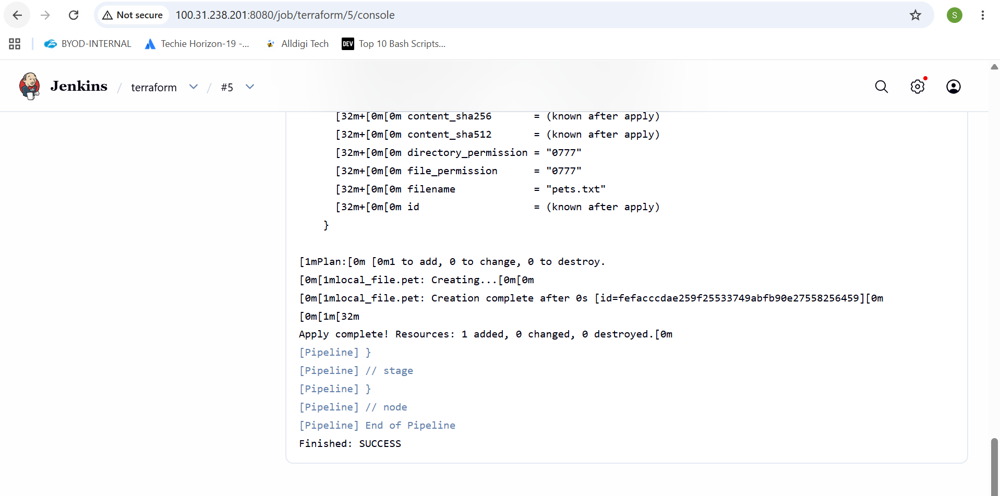 Not secure 100.31.238.201:8080/job/terraform/5/console S
BYOD-INTERNAL Techie Horizon-19 -... Alldigi Tech DEV Top 10 Bash Scripts...
Jenkins / terraform / #5
[32m+[0m[0m content_sha256       = (known after apply)
[32m+[0m[0m content_sha512       = (known after apply)
[32m+[0m[0m directory_permission = "0777"
[32m+[0m[0m file_permission      = "0777"
[32m+[0m[0m filename             = "pets.txt"
[32m+[0m[0m id                   = (known after apply)
}
[1mPlan:[0m [0m1 to add, 0 to change, 0 to destroy.
[0m[1mlocal_file.pet: Creating...[0m[0m
[0m[1mlocal_file.pet: Creation complete after 0s [id=fefacccdae259f25533749abfb90e27558256459][0m
[0m[1m[32m
Apply complete! Resources: 1 added, 0 changed, 0 destroyed.[0m
[Pipeline] }
[Pipeline] // stage
[Pipeline] }
[Pipeline] // node
[Pipeline] End of Pipeline
Finished: SUCCESS